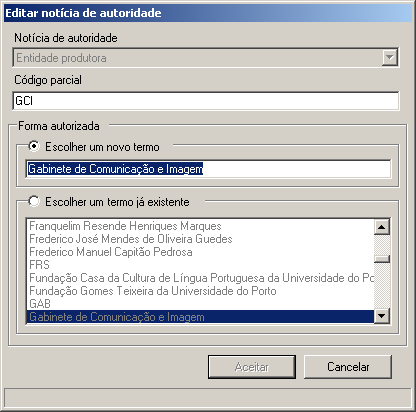 Editar notícia de autoridade
Notícia de autoridade
Entidade produtora
Código parcial
GCI
Forma autorizada
Escolher um novo termo
Gabinete de Comunicação e Imagem
Escolher um termo já existente
Franquelim Resende Henriques Marques
Frederico José Mendes de Oliveira Guedes
Frederico Manuel Capitão Pedrosa
FRS
Fundação Casa da Cultura de Língua Portuguesa da Universidade do Po
Fundação Gomes Teixeira da Universidade do Porto
GAB
Gabinete de Comunicação e Imagem
Aceitar
Cancelar